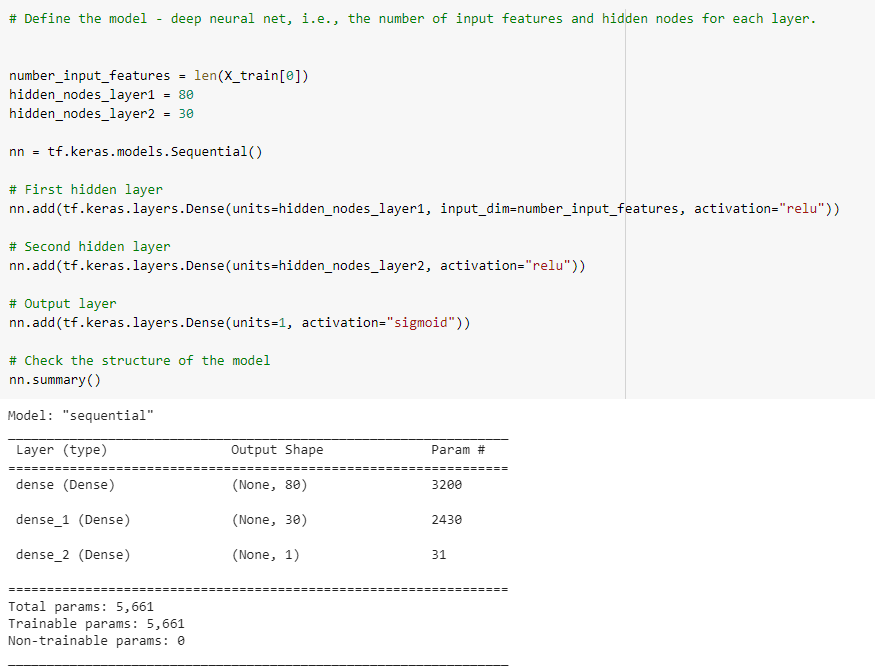 # Define the model - deep neural net, i.e., the number of input features and hidden nodes for each layer.
number_input_features = len(X_train[0])
hidden_nodes_layer1 = 80
hidden_nodes_layer2 = 30
nn = tf.keras.models.Sequential()
# First hidden layer
nn.add(tf.keras.layers.Dense(units=hidden_nodes_layer1, input_dim=number_input_features, activation="relu"))
# Second hidden layer
nn.add(tf.keras.layers.Dense(units=hidden_nodes_layer2, activation="relu"))
# Output layer
nn.add(tf.keras.layers.Dense(units=1, activation="sigmoid"))
# Check the structure of the model
nn.summary()
Model: "sequential"
_________________________________________________________________
Layer (type) Output Shape Param #
=================================================================
dense (Dense) (None, 80) 3200
dense_1 (Dense) (None, 30) 2430
dense_2 (Dense) (None, 1) 31
=================================================================
Total params: 5,661
Trainable params: 5,661
Non-trainable params: 0
_________________________________________________________________